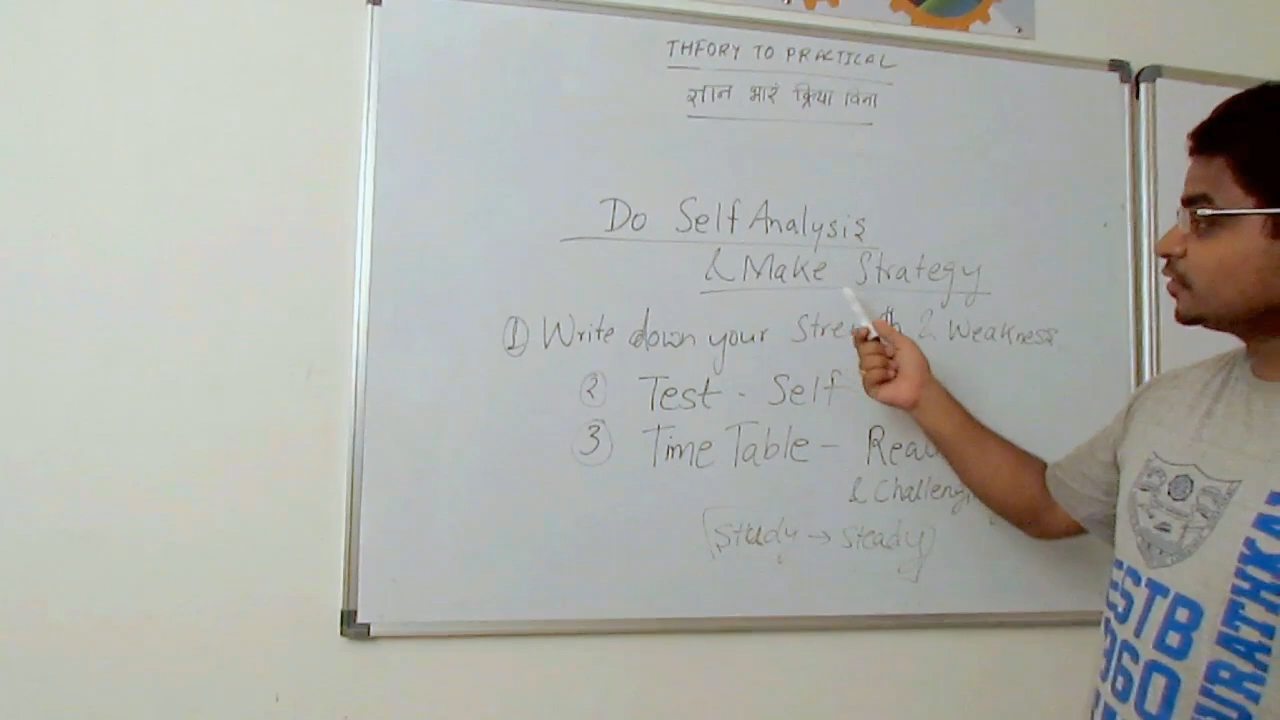 THEORY TO PRACTICAL
ज्ञान भारं क्रिया विना
Do Self Analysis
& Make Strategy
① Write down your & Weakness
② Test - Self
③ Time Table -
&
Study → Steady
ESTB
960